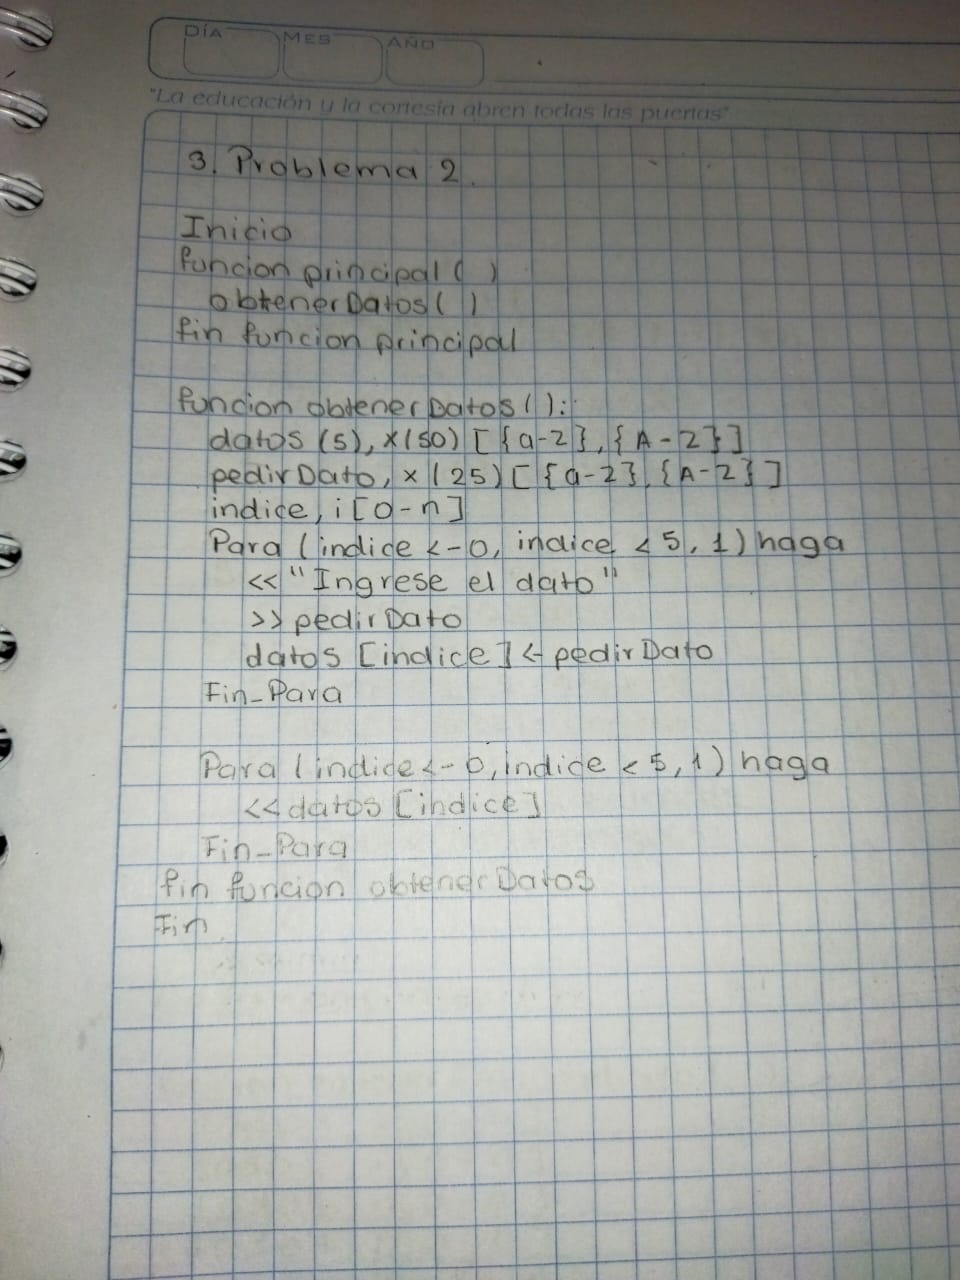 DÍA MES AÑO
"La educación y la cortesía abren todas las puertas"
3. Problema 2.
Inicio
funcion principal ( )
obtenerDatos ( )
fin funcion principal
funcion obtenerDatos ( ):
datos (5), x(50) [ {a-z}, {A-Z} ]
pedirDato, x (25) [ {a-z}, {A-Z} ]
indice, i [0-n]
Para ( indice <-0, indice < 5, 1) haga
<< "Ingrese el dato"
>> pedirDato
datos [indice] <- pedirDato
Fin_Para
Para ( indice <- 0, indice < 5, 1) haga
<< datos [indice]
Fin_Para
fin funcion obtenerDatos
Fin